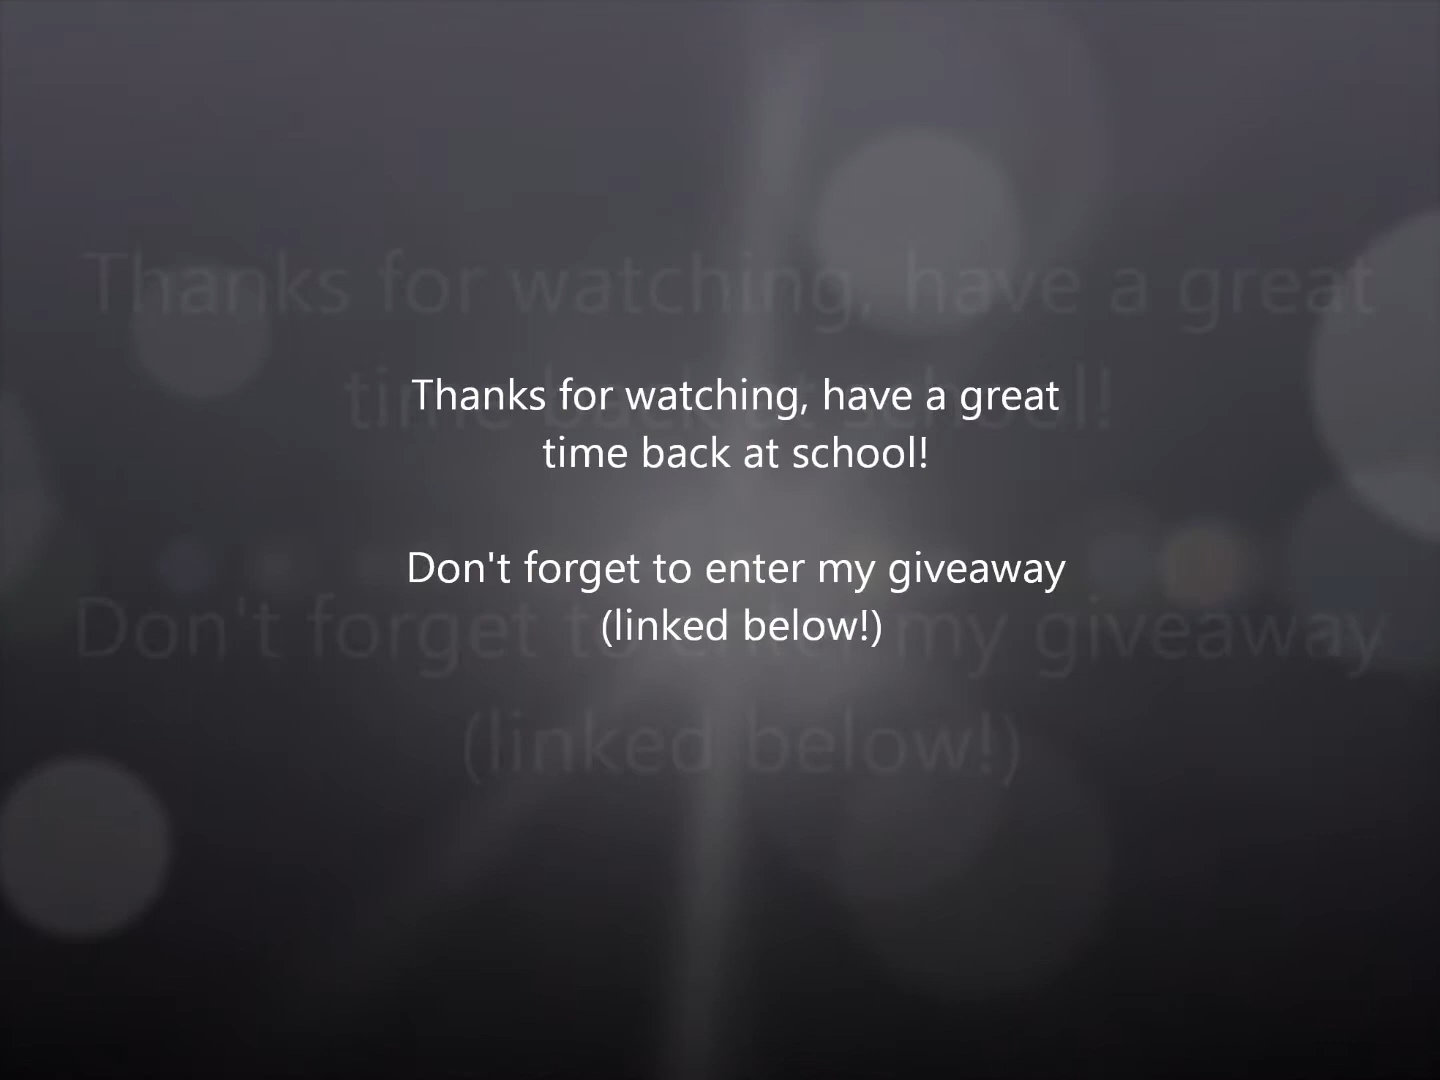 Thanks for watching, have a great
time back at school!
Don't forget to enter my giveaway
(linked below!)